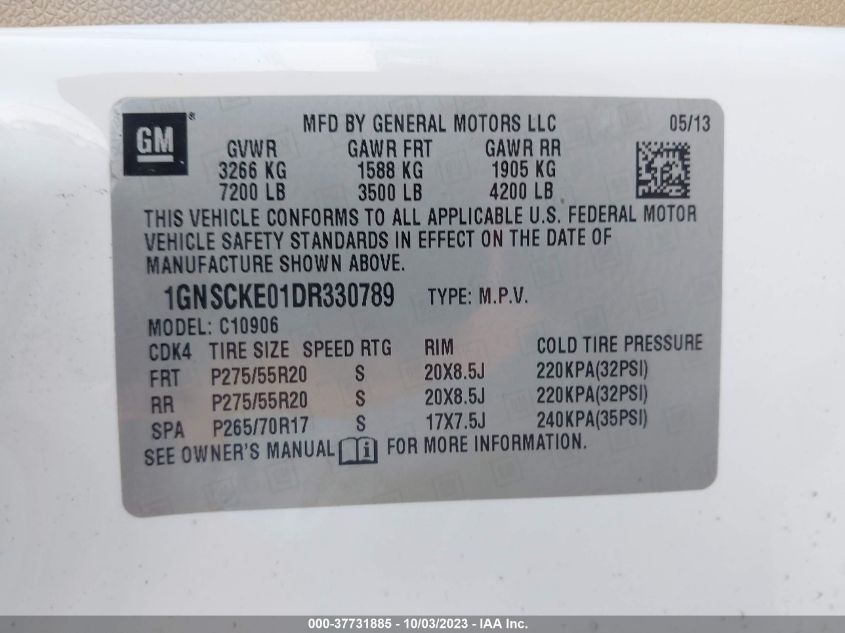 GM ® MFD BY GENERAL MOTORS LLC 05/13
GVWR GAWR FRT GAWR RR
3266 KG 1588 KG 1905 KG
7200 LB 3500 LB 4200 LB
THIS VEHICLE CONFORMS TO ALL APPLICABLE U.S. FEDERAL MOTOR
VEHICLE SAFETY STANDARDS IN EFFECT ON THE DATE OF
MANUFACTURE SHOWN ABOVE.
1GNSCKE01DR330789 TYPE: M.P.V.
MODEL: C10906
CDK4 TIRE SIZE SPEED RTG RIM COLD TIRE PRESSURE
FRT P275/55R20 S 20X8.5J 220KPA(32PSI)
RR P275/55R20 S 20X8.5J 220KPA(32PSI)
SPA P265/70R17 S 17X7.5J 240KPA(35PSI)
SEE OWNER'S MANUAL i FOR MORE INFORMATION.
000-37731885 - 10/03/2023 - IAA Inc.